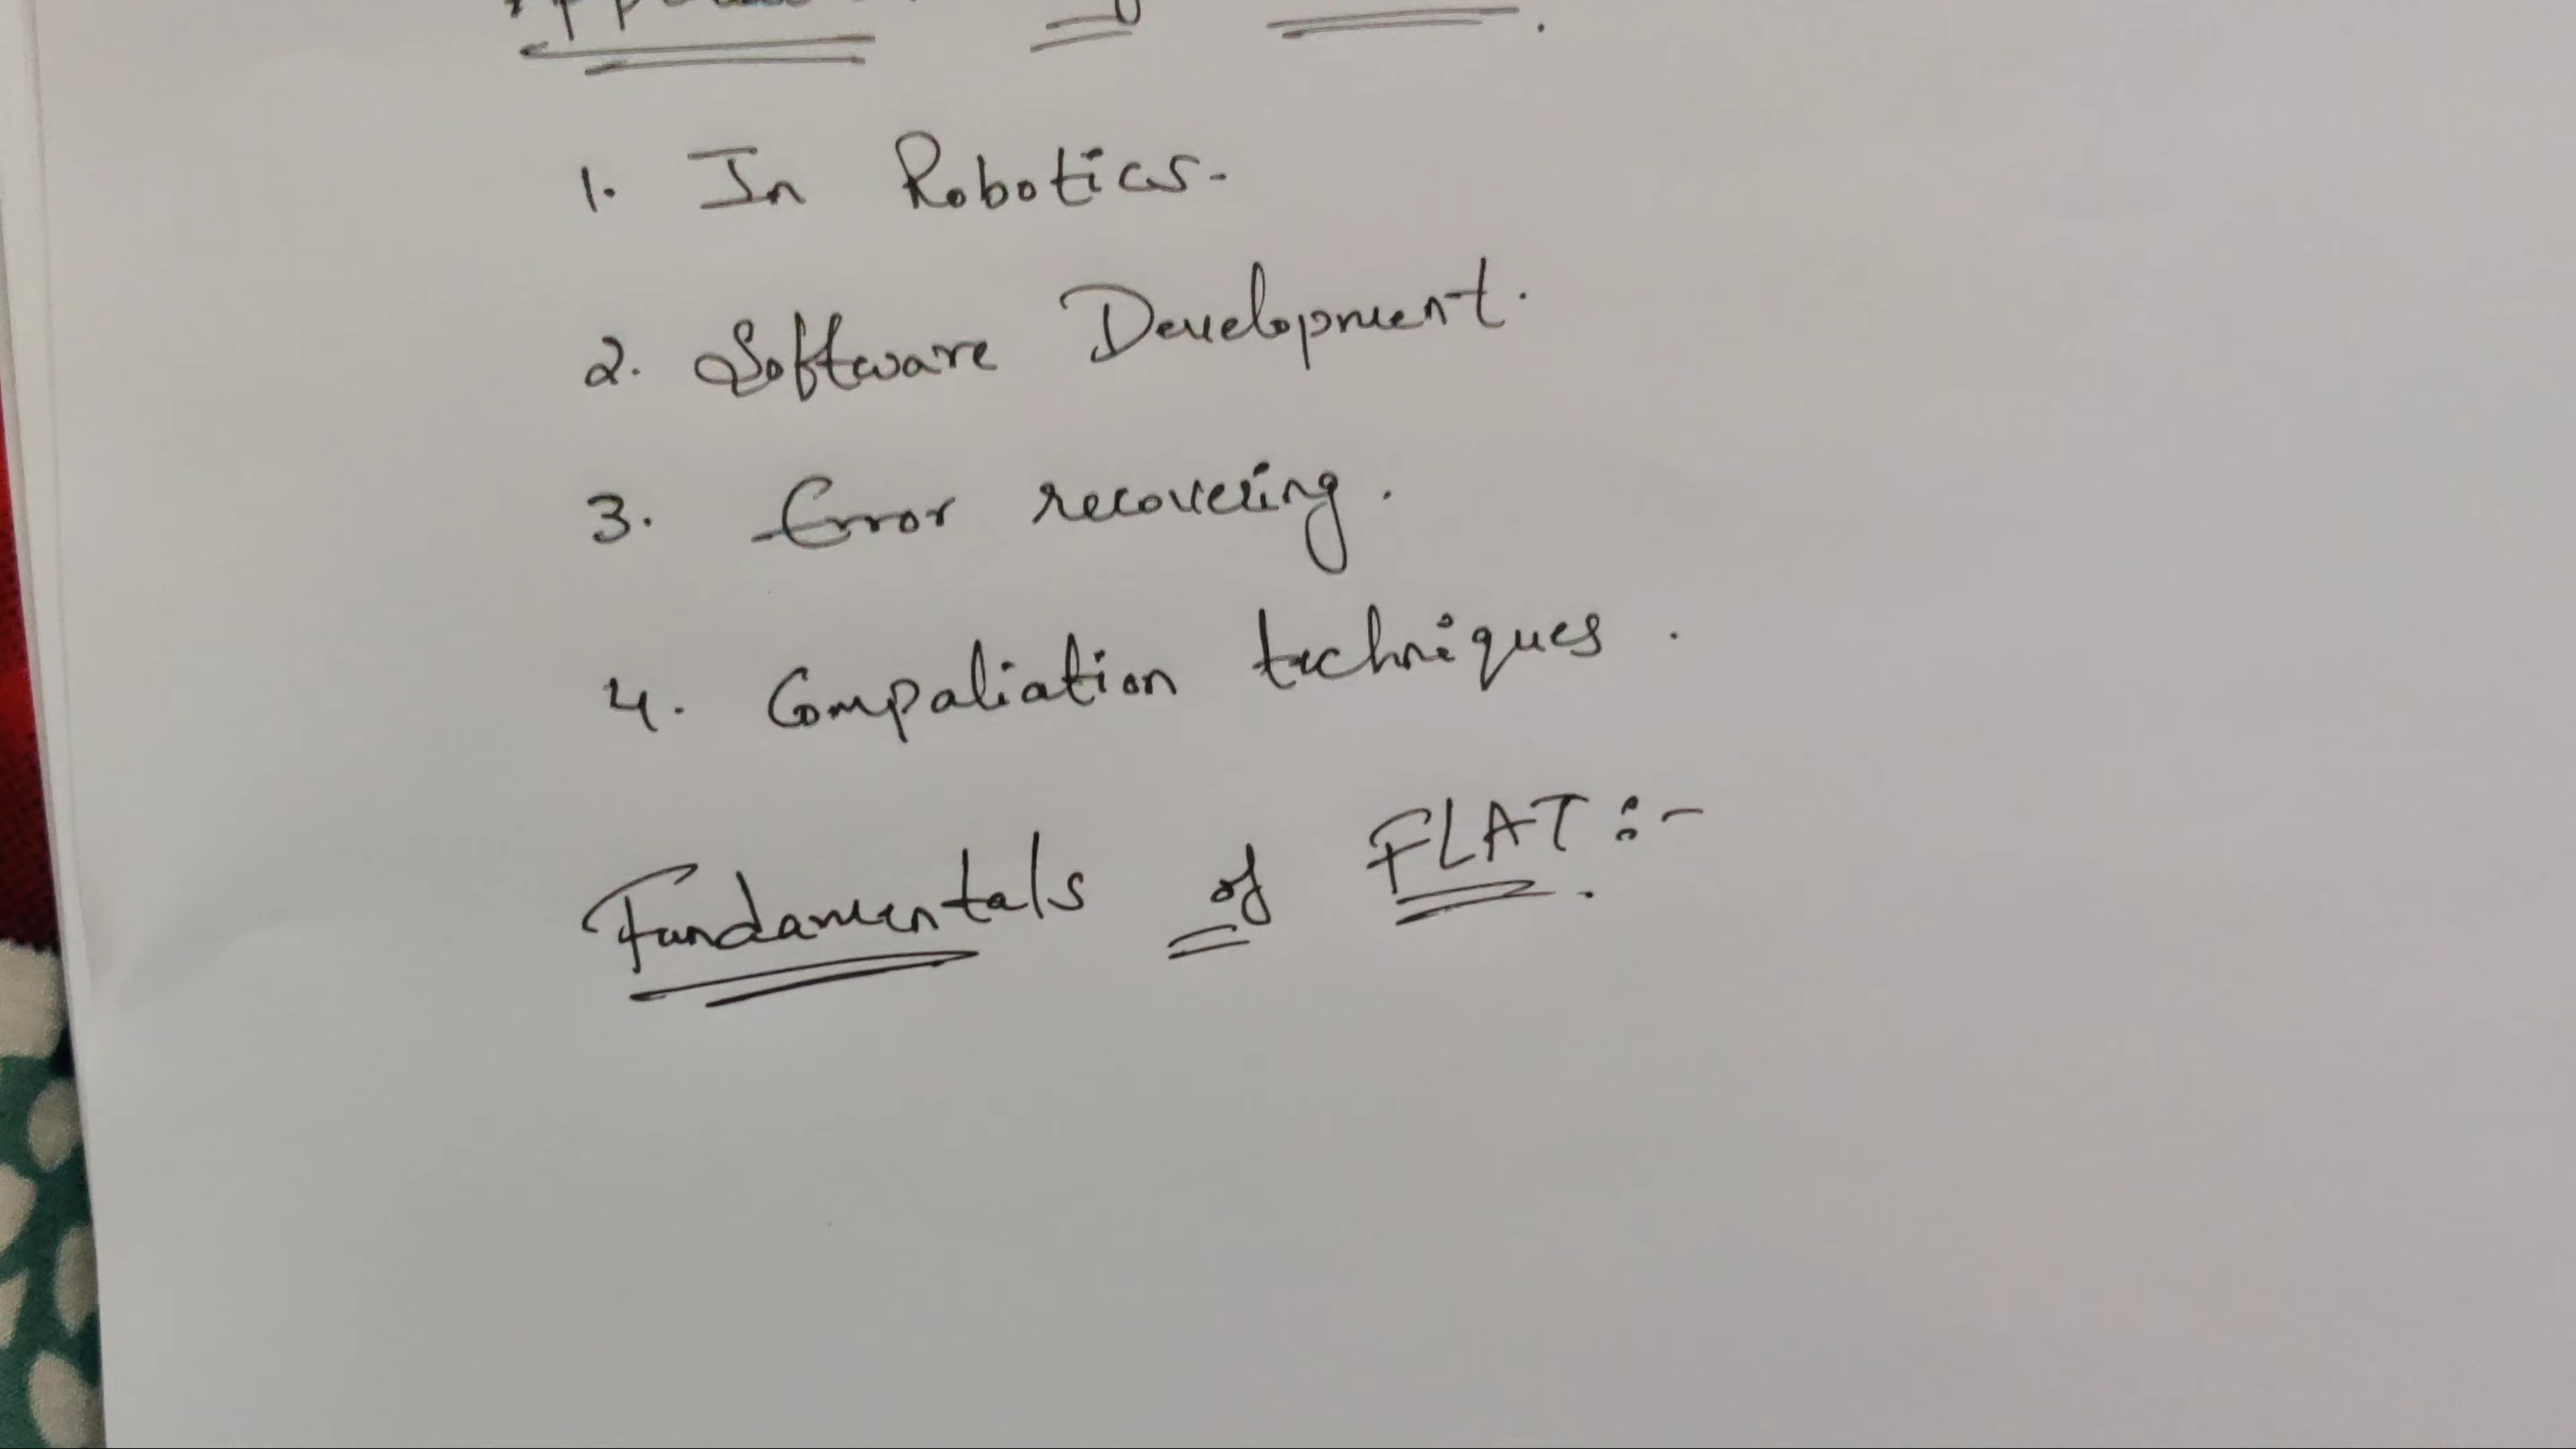 1. In Robotics.
2. Software Development.
3. Error recovering.
4. Compaliation techniques.
Fundamentals of FLAT :-